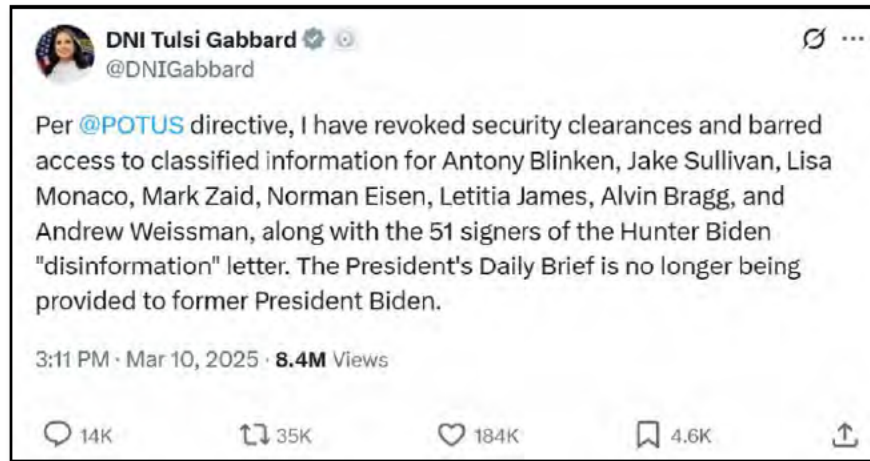 DNI Tulsi Gabbard
@DNIGabbard
Per @POTUS directive, I have revoked security clearances and barred
access to classified information for Antony Blinken, Jake Sullivan, Lisa
Monaco, Mark Zaid, Norman Eisen, Letitia James, Alvin Bragg, and
Andrew Weissman, along with the 51 signers of the Hunter Biden
"disinformation" letter. The President's Daily Brief is no longer being
provided to former President Biden.
3:11 PM · Mar 10, 2025 · 8.4M Views
14K 35K 184K 4.6K